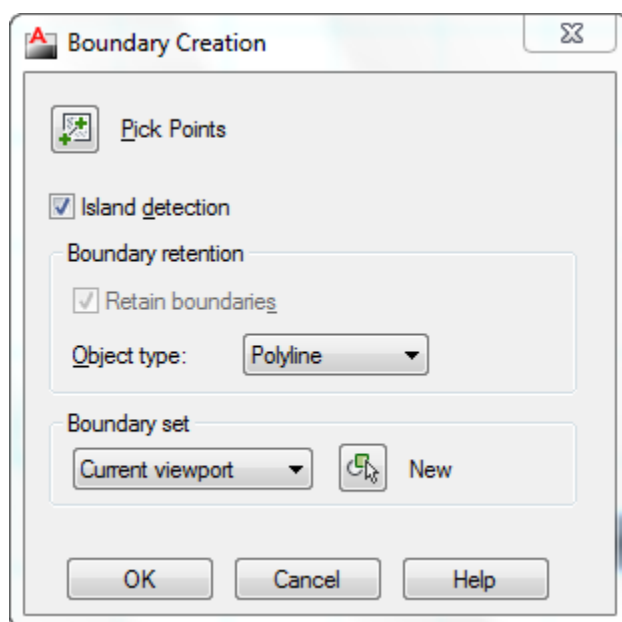 Boundary Creation
Pick Points
Island detection
Boundary retention
Retain boundaries
Object type: Polyline
Boundary set
Current viewport New
OK Cancel Help